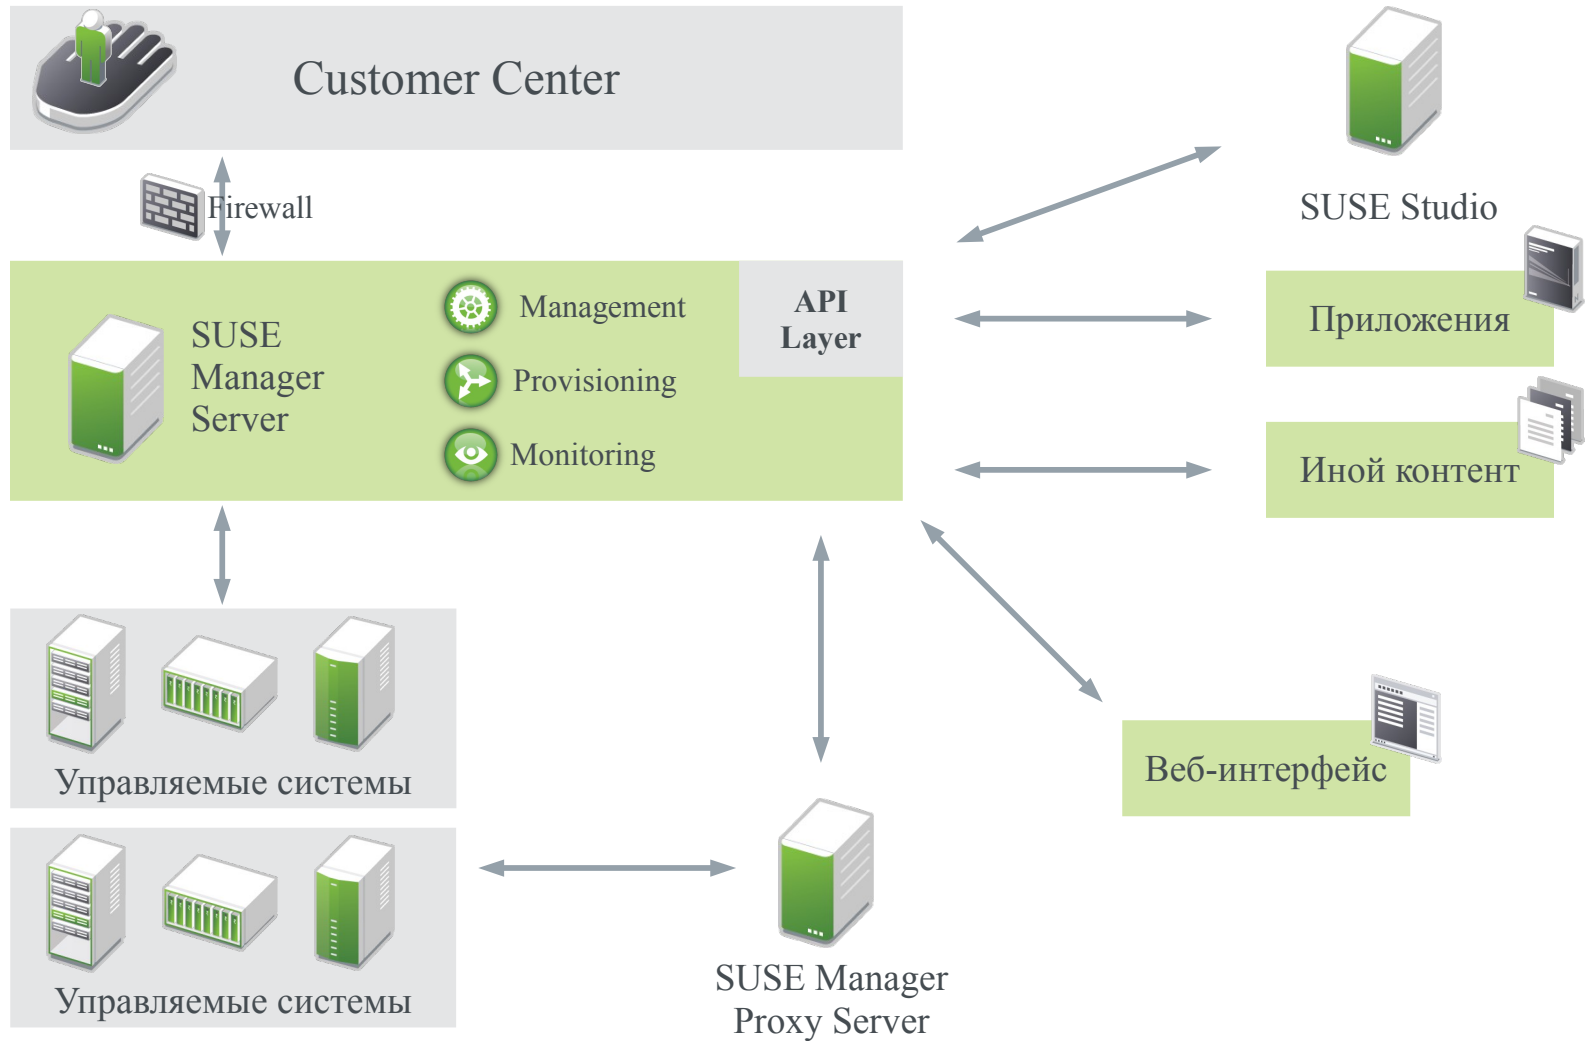 Customer Center
Firewall
SUSE Studio
SUSE
Manager
Server
Management
Provisioning
Monitoring
API
Layer
Приложения
Иной контент
Веб-интерфейс
Управляемые системы
Управляемые системы
SUSE Manager
Proxy Server